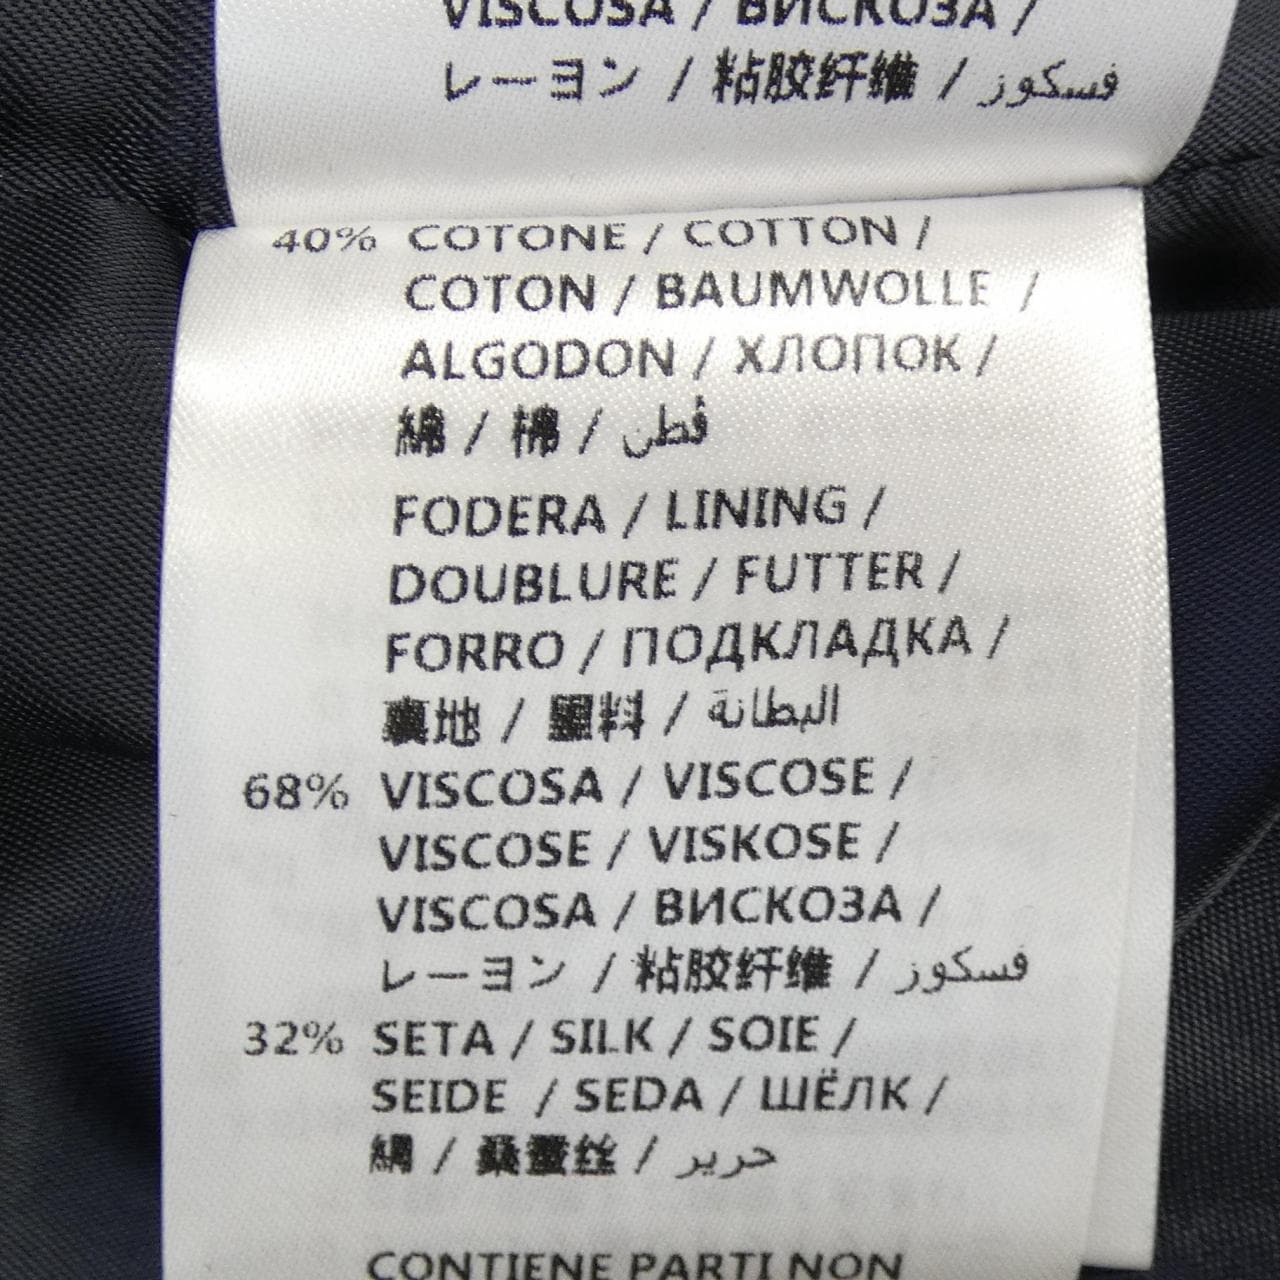 VISCOSA / ВИСКОЗА /
レーヨン / 粘胶纤维 / فسكوز
40% COTONE / COTTON /
COTON / BAUMWOLLE /
ALGODON / ХЛОПОК /
綿 / 棉 / قطن
FODERA / LINING /
DOUBLURE / FUTTER /
FORRO / ПОДКЛАДКА /
裏地 / 里料 / البطانة
68% VISCOSA / VISCOSE /
VISCOSE / VISKOSE /
VISCOSA / ВИСКОЗА /
レーヨン / 粘胶纤维 / فسكوز
32% SETA / SILK / SOIE /
SEIDE / SEDA / ШЁЛК /
絹 / 桑蚕丝 / حرير
CONTIENE PARTI NON